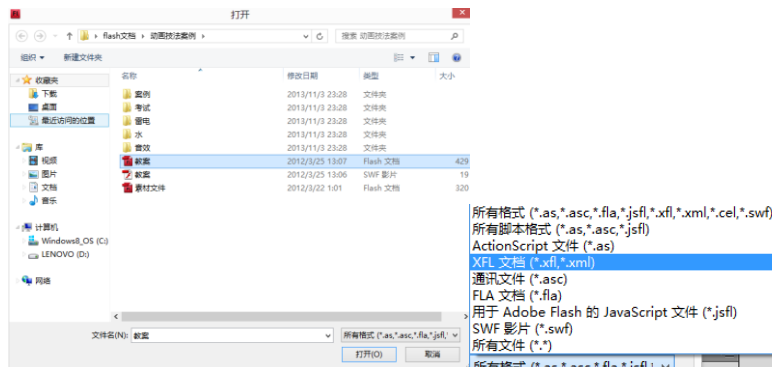 打开
flash文档 动画技法案例
搜索 动画技法案例
组织 新建文件夹
名称 修改日期 类型 大小
收藏夹
下载
桌面
最近访问的位置
库
视频
图片
文档
音乐
计算机
Windows8_OS (C:)
LENOVO (D:)
网络
案例 2013/11/3 23:28 文件夹
考试 2013/11/3 23:28 文件夹
雷电 2013/11/3 23:28 文件夹
水 2013/11/3 23:28 文件夹
音效 2013/11/3 23:28 文件夹
教案 2012/3/25 13:07 Flash 文档 429
教案 2012/3/25 13:06 SWF 影片 19
素材文件 2012/3/22 1:01 Flash 文档 320
文件名(N): 教案 所有格式 (*.as,*.asc,*.fla,*.jsfl,*
打开(O) 取消
所有格式 (*.as,*.asc,*.fla,*.jsfl,*.xfl,*.xml,*.cel,*.swf)
所有脚本格式 (*.as,*.asc,*.jsfl)
ActionScript 文件 (*.as)
XFL 文档 (*.xfl,*.xml)
通讯文件 (*.asc)
FLA 文档 (*.fla)
用于 Adobe Flash 的 JavaScript 文件 (*.jsfl)
SWF 影片 (*.swf)
所有文件 (*.*)
所有格式 (*.as,*.asc,*.fla,*.jsfl,*